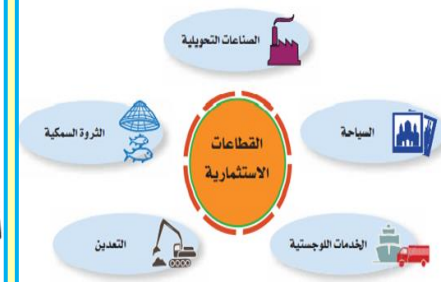 الصناعات التحويلية
السياحة
الثروة السمكية
القطاعات
الاستثمارية
الخدمات اللوجستية
التعدين